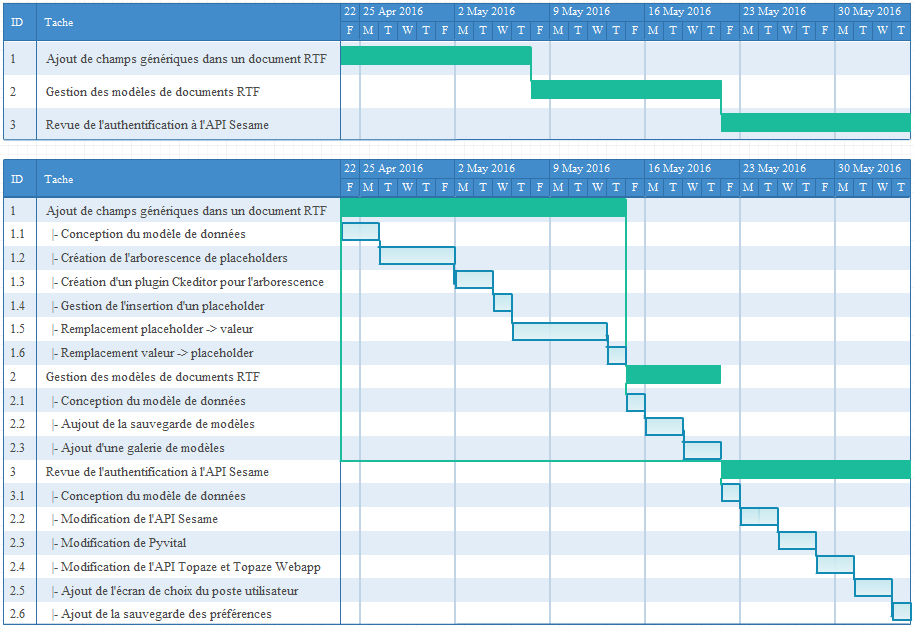 ID Tache 22 25 Apr 2016 2 May 2016 9 May 2016 16 May 2016 23 May 2016 30 May 2016
F M T W T F M T W T F M T W T F M T W T F M T W T F M T W T
1 Ajout de champs génériques dans un document RTF
2 Gestion des modèles de documents RTF
3 Revue de l'authentification à l'API Sesame
ID Tache 22 25 Apr 2016 2 May 2016 9 May 2016 16 May 2016 23 May 2016 30 May 2016
F M T W T F M T W T F M T W T F M T W T F M T W T F M T W T
1 Ajout de champs génériques dans un document RTF
1.1 |- Conception du modèle de données
1.2 |- Création de l'arborescence de placeholders
1.3 |- Création d'un plugin Ckeditor pour l'arborescence
1.4 |- Gestion de l'insertion d'un placeholder
1.5 |- Remplacement placeholder -> valeur
1.6 |- Remplacement valeur -> placeholder
2 Gestion des modèles de documents RTF
2.1 |- Conception du modèle de données
2.2 |- Aujout de la sauvegarde de modèles
2.3 |- Ajout d'une galerie de modèles
3 Revue de l'authentification à l'API Sesame
3.1 |- Conception du modèle de données
2.2 |- Modification de l'API Sesame
2.3 |- Modification de Pyvital
2.4 |- Modification de l'API Topaze et Topaze Webapp
2.5 |- Ajout de l'écran de choix du poste utilisateur
2.6 |- Ajout de la sauvegarde des préférences